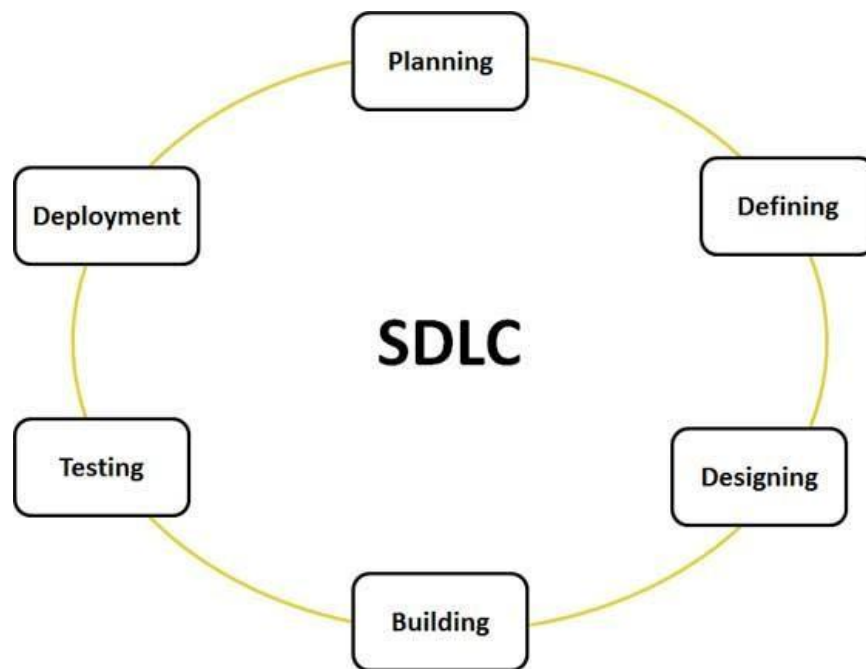 Planning
Defining
Designing
Building
Testing
Deployment
SDLC